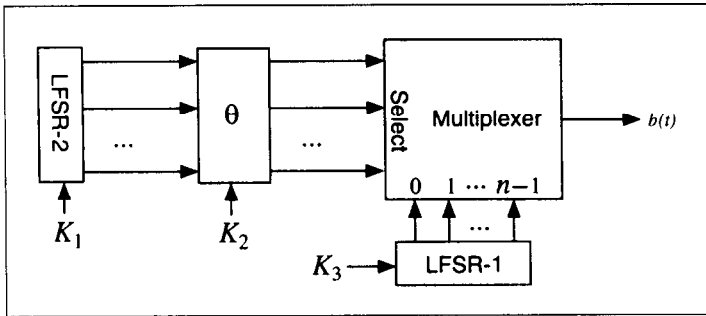 LFSR-2
...
θ
...
Select
Multiplexer
b(t)
0 1 ... n−1
...
K1
K2
K3
LFSR-1